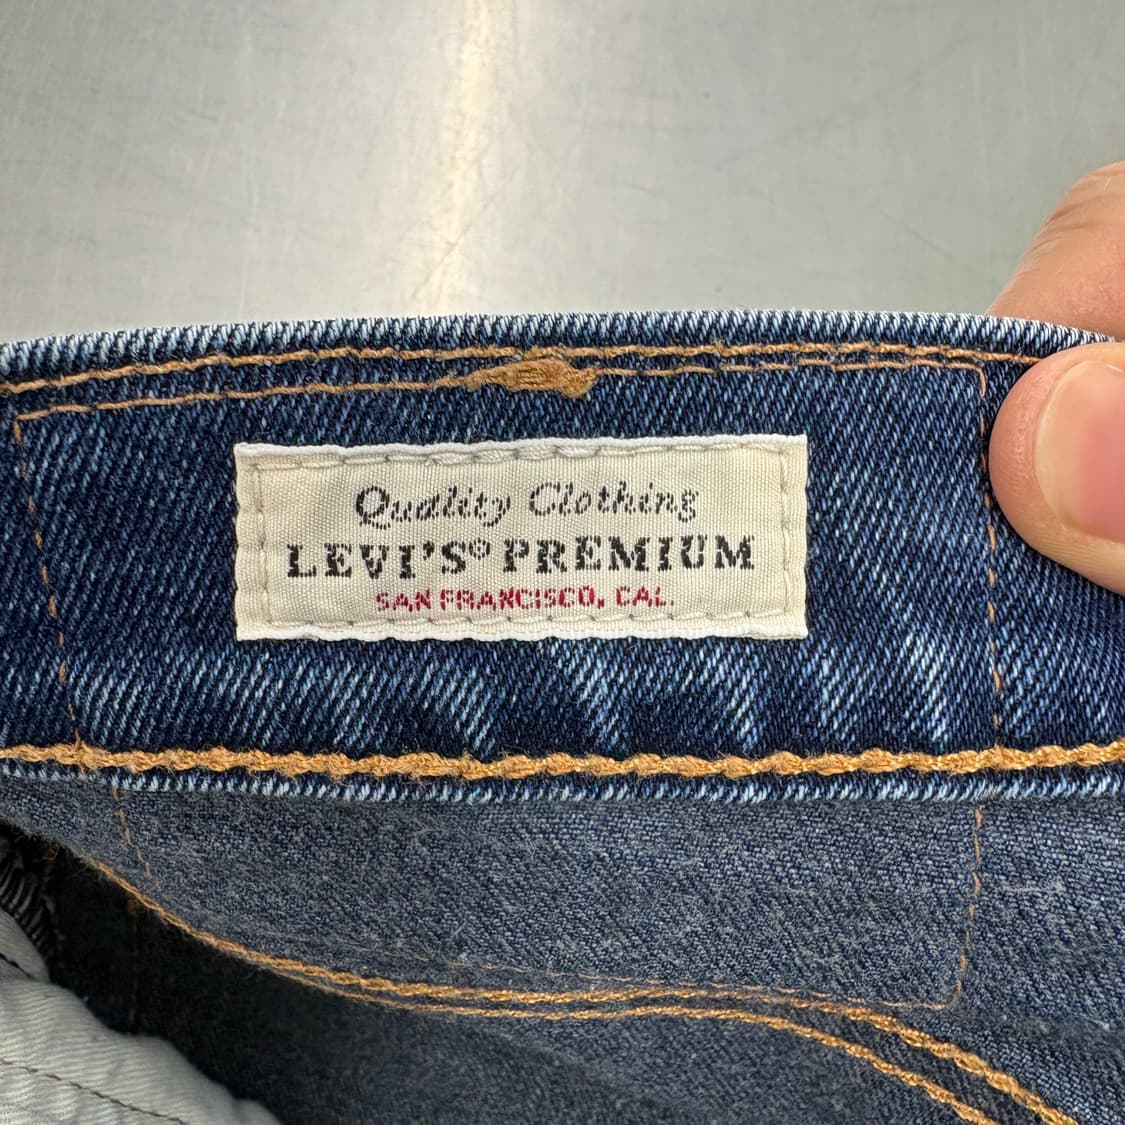 Quality Clothing
LEVI'S® PREMIUM
SAN FRANCISCO, CAL.